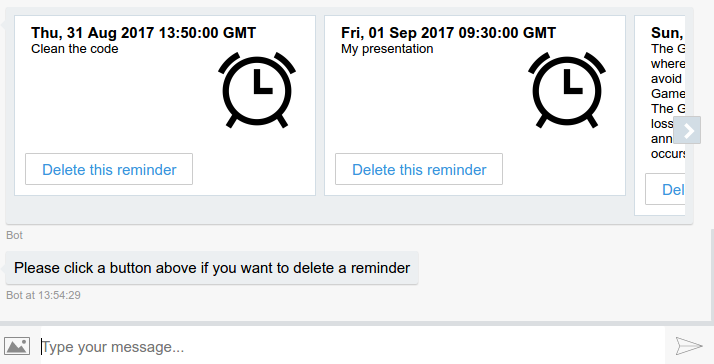 Thu, 31 Aug 2017 13:50:00 GMT
Clean the code
Delete this reminder
Fri, 01 Sep 2017 09:30:00 GMT
My presentation
Delete this reminder
Sun,
The G
where
avoid
Game
The G
loss
ann
occurs
Del
Bot
Please click a button above if you want to delete a reminder
Bot at 13:54:29
Type your message...